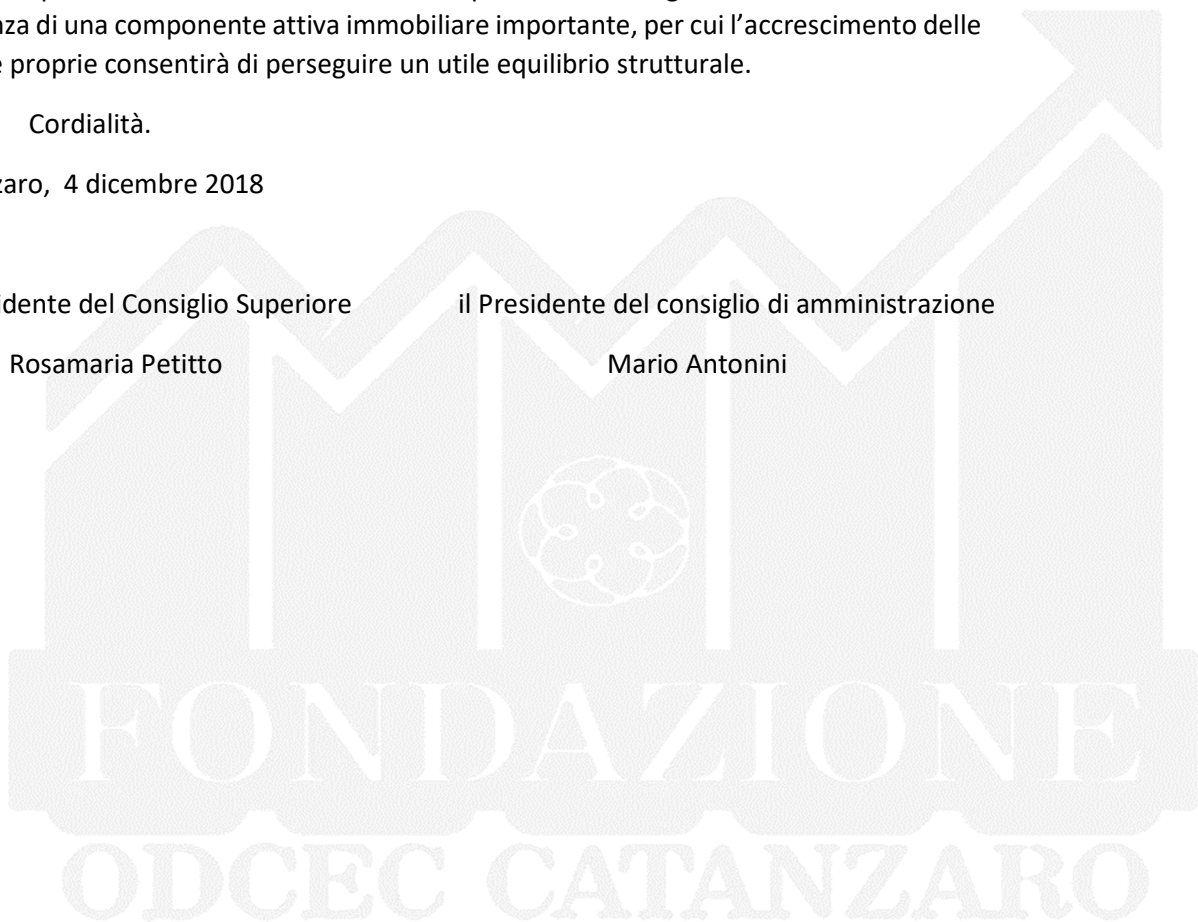 nza di una componente attiva immobiliare importante, per cui l’accrescimento delle
e proprie consentirà di perseguire un utile equilibrio strutturale.
Cordialità.
zaro, 4 dicembre 2018
idente del Consiglio Superiore il Presidente del consiglio di amministrazione
Rosamaria Petitto Mario Antonini
FONDAZIONE
ODCEC CATANZARO